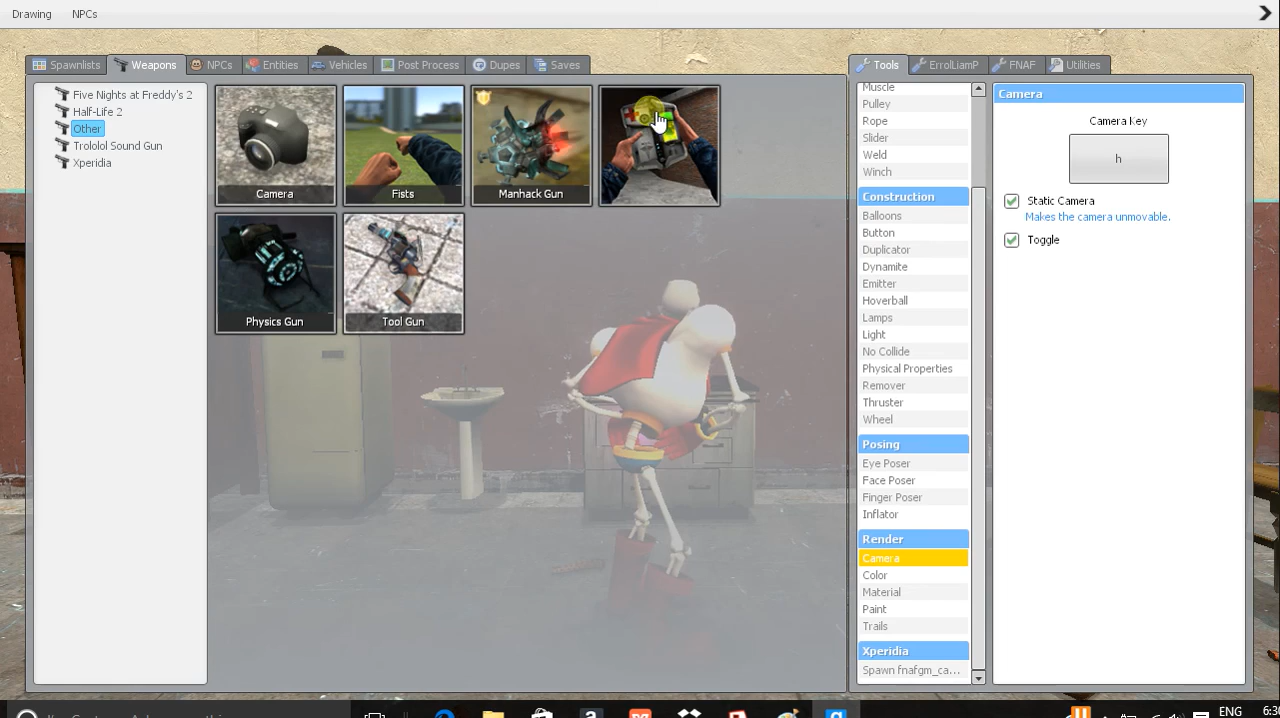 Drawing NPCs
Spawnlists Weapons NPCs Entities Vehicles Post Process Dupes Saves
Five Nights at Freddy's 2
Half-Life 2
Other
Trololol Sound Gun
Xperidia
Camera Fists Manhack Gun
Physics Gun Tool Gun
Tools ErrolLiamP FNAF Utilities
Muscle
Pulley
Rope
Slider
Weld
Winch
Construction
Balloons
Button
Duplicator
Dynamite
Emitter
Hoverball
Lamps
Light
No Collide
Physical Properties
Remover
Thruster
Wheel
Posing
Eye Poser
Face Poser
Finger Poser
Inflator
Render
Camera
Color
Material
Paint
Trails
Xperidia
Spawn fnafgm_ca...
Camera
Camera Key
h
Static Camera
Makes the camera unmovable.
Toggle
ENG